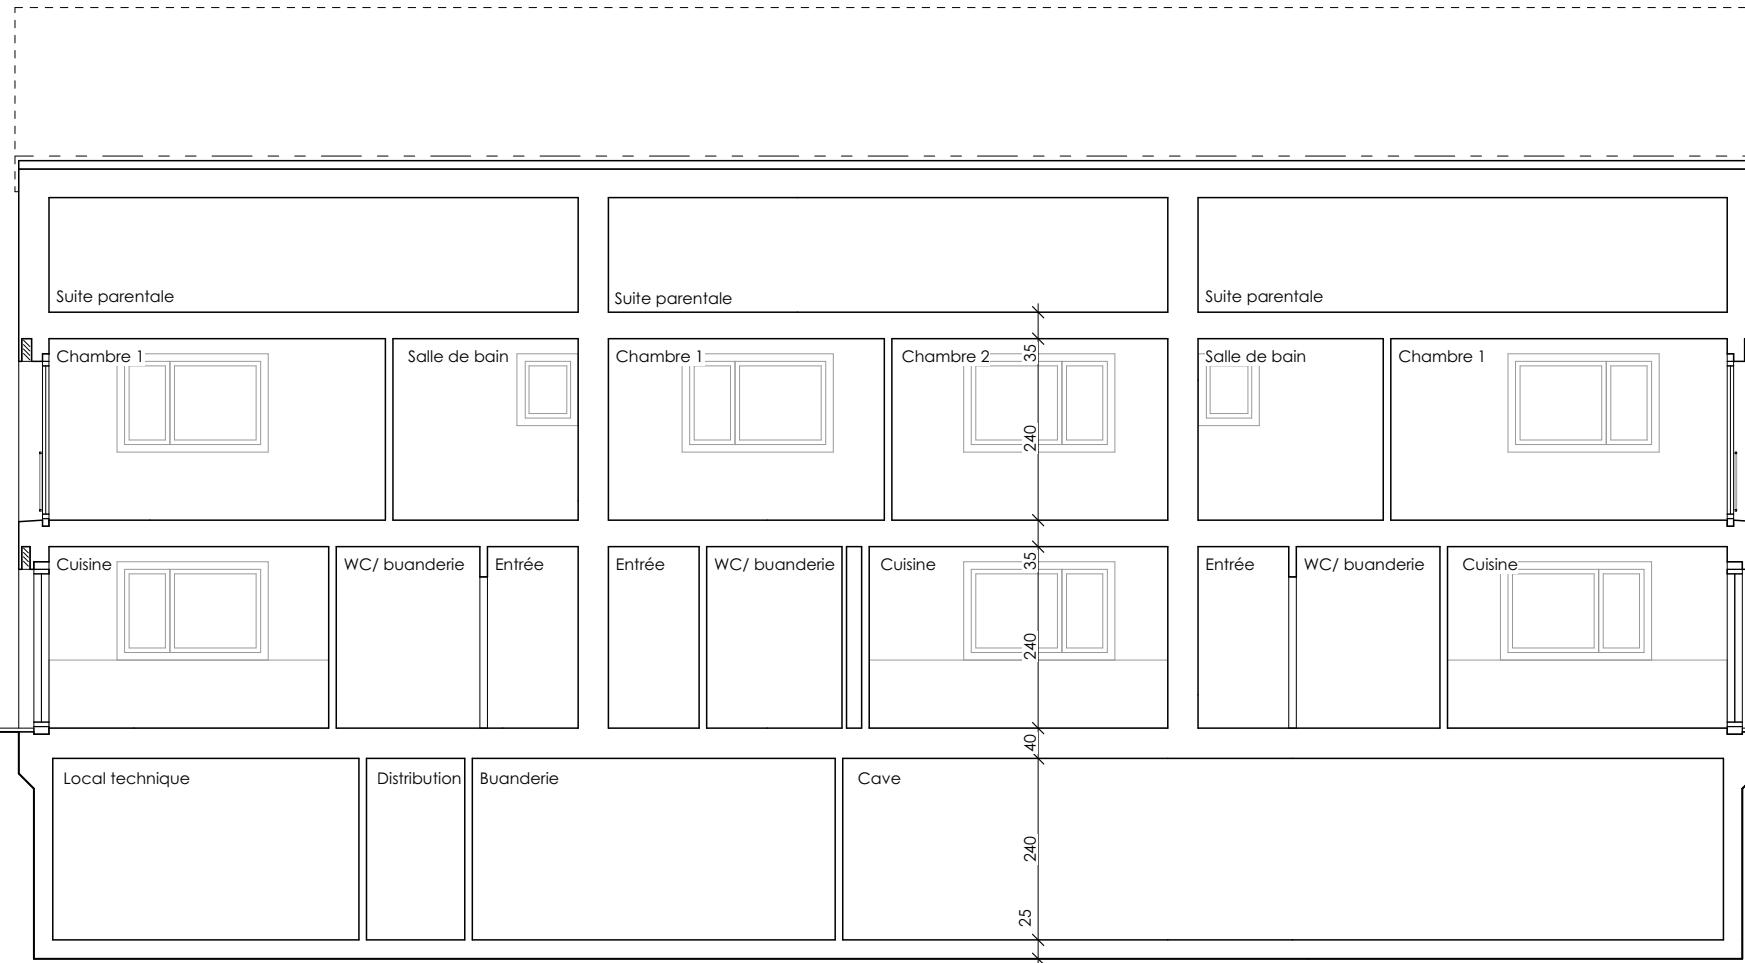 Suite parentale
Suite parentale
Suite parentale
Chambre 1
Salle de bain
Chambre 1
Chambre 2
35
Salle de bain
Chambre 1
240
Cuisine
WC/ buanderie
Entrée
Entrée
WC/ buanderie
Cuisine
35
Entrée
WC/ buanderie
Cuisine
240
40
Local technique
Distribution
Buanderie
Cave
240
25